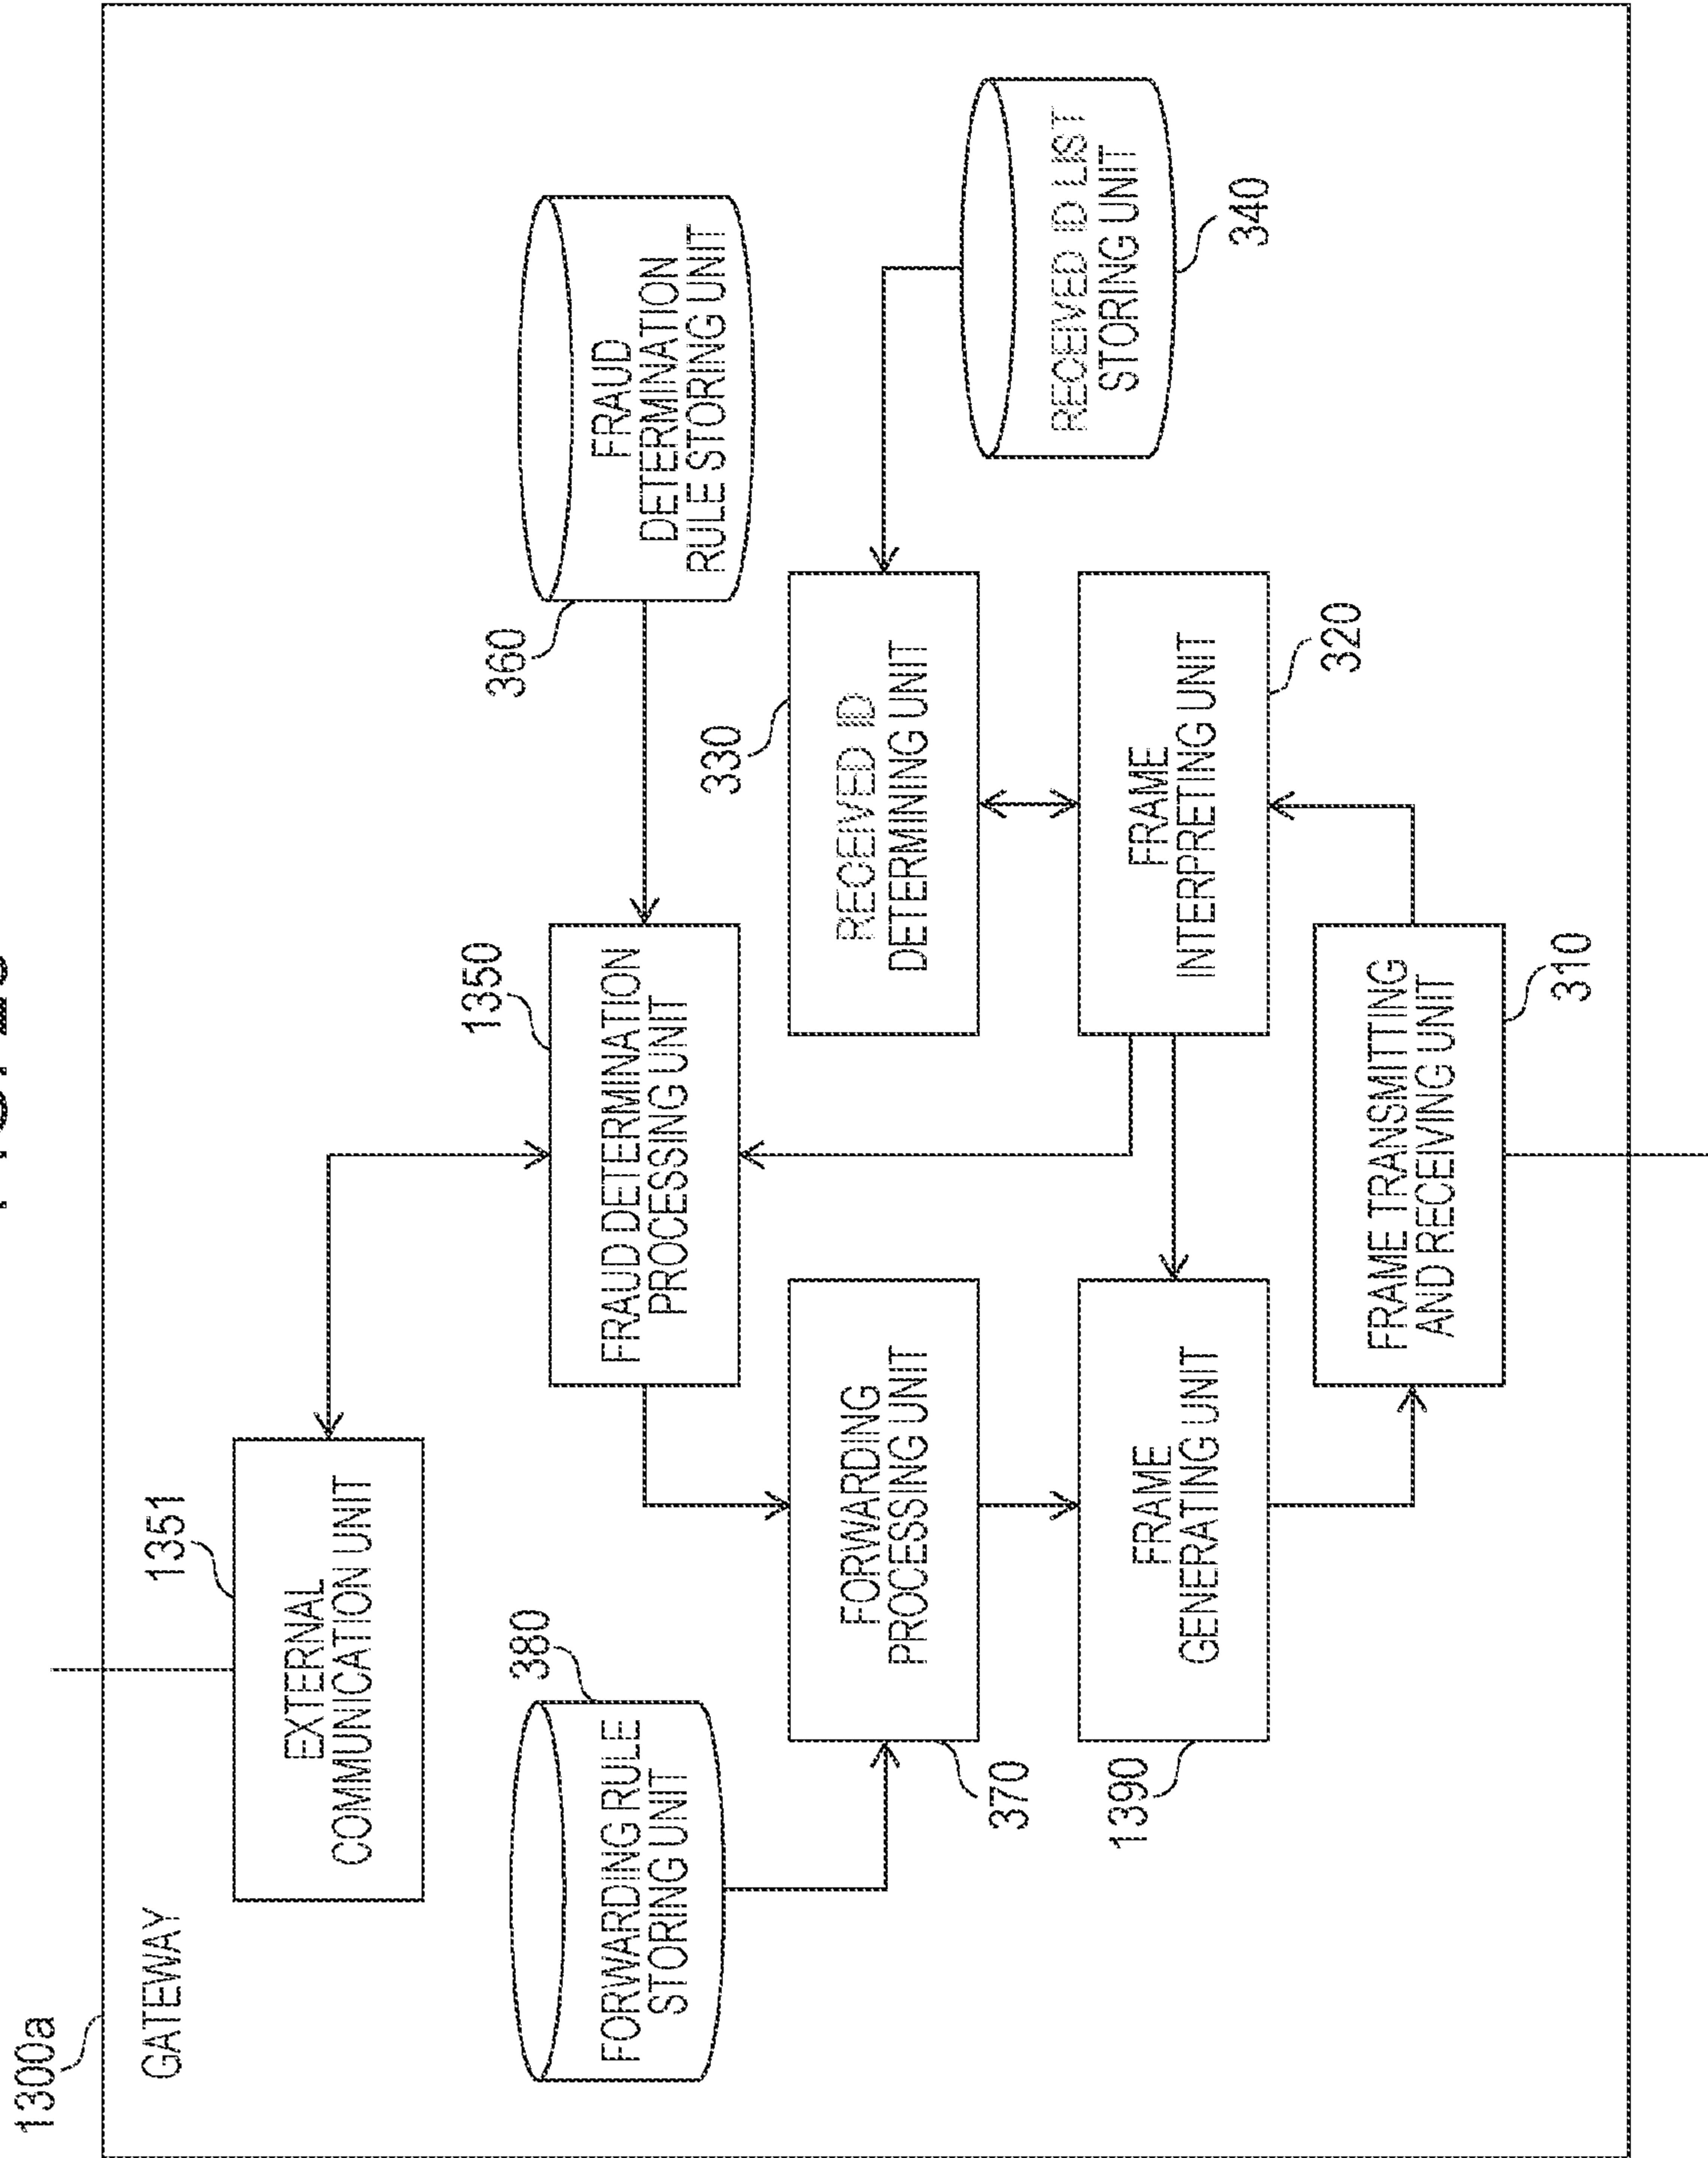 1300a
GATEWAY
1351
EXTERNAL
COMMUNICATION UNIT
380
FORWARDING RULE
STORING UNIT
1350
FRAUD DETERMINATION
PROCESSING UNIT
360
FRAUD
DETERMINATION
RULE STORING UNIT
FORWARDING
PROCESSING UNIT
370
330
RECEIVED ID
DETERMINING UNIT
FRAME
GENERATING UNIT
1390
FRAME
INTERPRETING UNIT
320
RECEIVED ID LIST
STORING UNIT
340
FRAME TRANSMITTING
AND RECEIVING UNIT
310